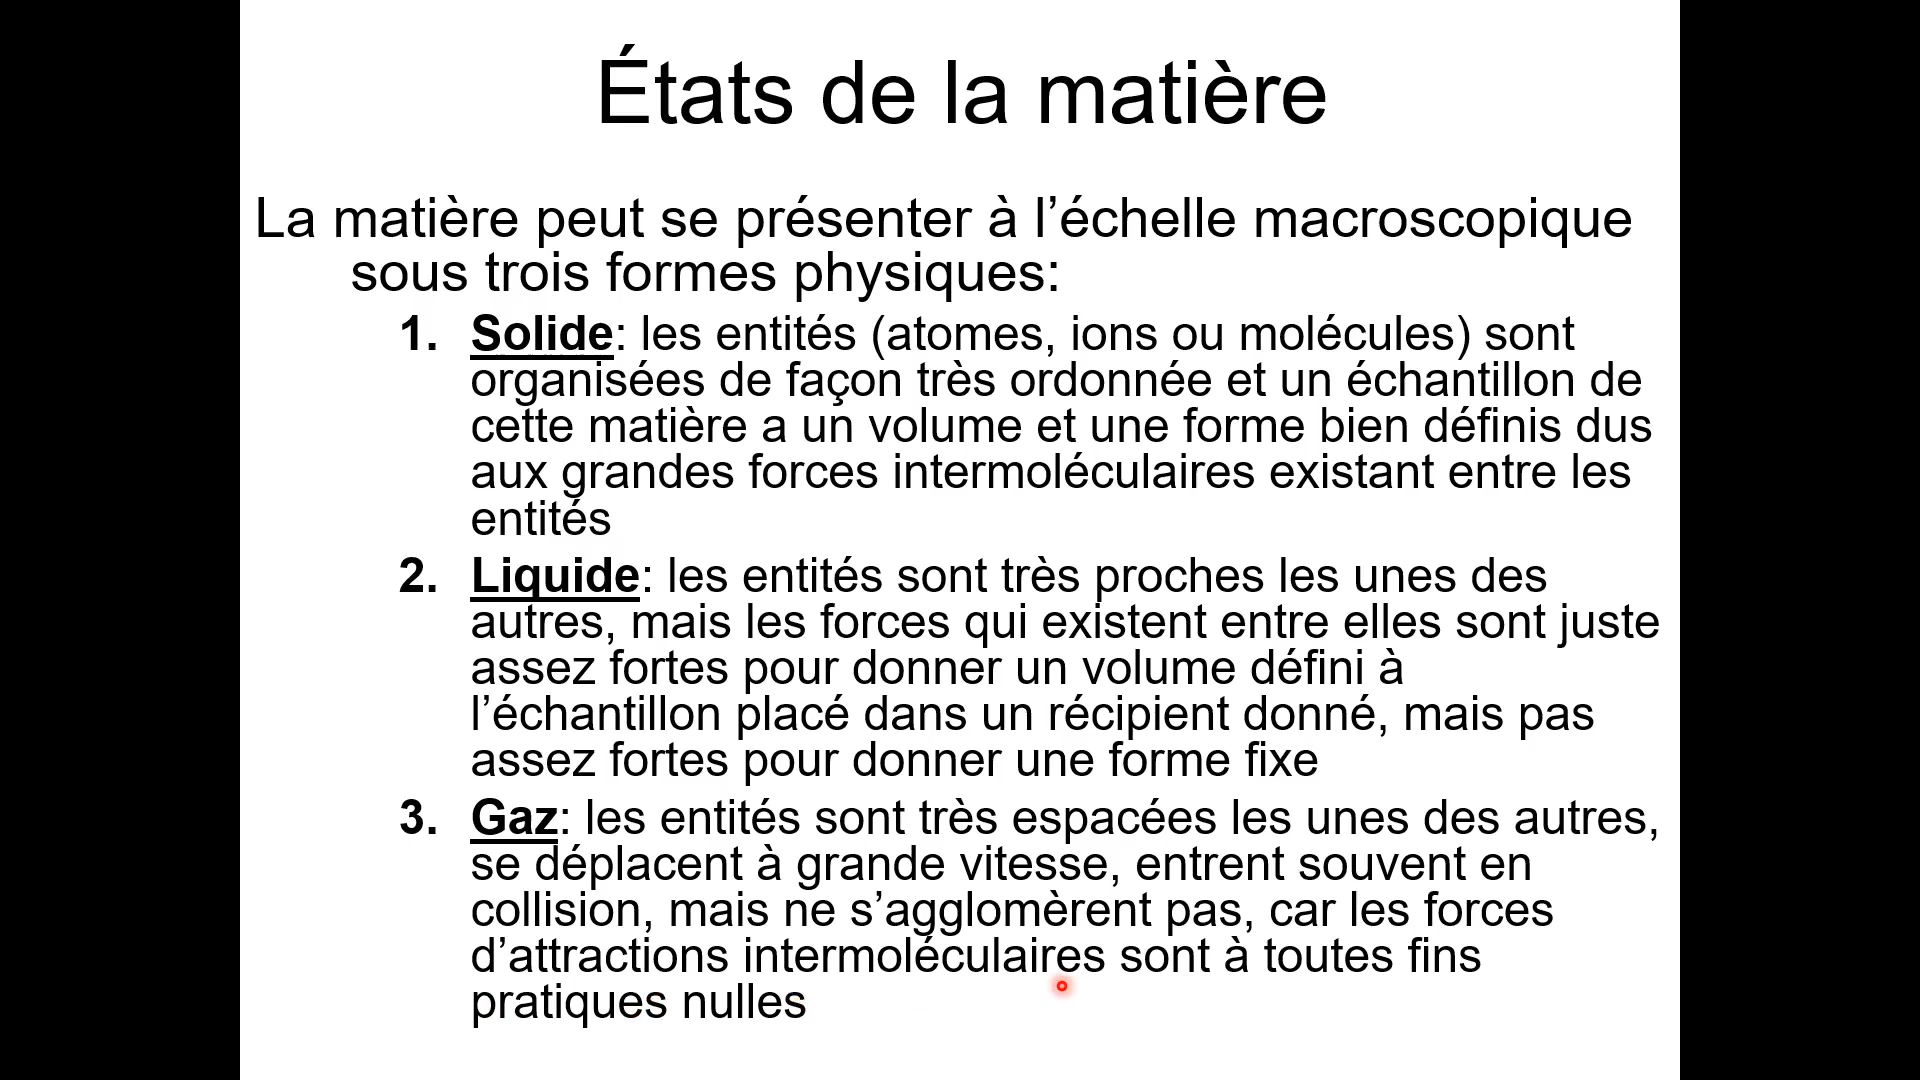 États de la matière
La matière peut se présenter à l’échelle macroscopique
sous trois formes physiques:
1. Solide: les entités (atomes, ions ou molécules) sont
organisées de façon très ordonnée et un échantillon de
cette matière a un volume et une forme bien définis dus
aux grandes forces intermoléculaires existant entre les
entités
2. Liquide: les entités sont très proches les unes des
autres, mais les forces qui existent entre elles sont juste
assez fortes pour donner un volume défini à
l’échantillon placé dans un récipient donné, mais pas
assez fortes pour donner une forme fixe
3. Gaz: les entités sont très espacées les unes des autres,
se déplacent à grande vitesse, entrent souvent en
collision, mais ne s’agglomèrent pas, car les forces
d’attractions intermoléculaires sont à toutes fins
pratiques nulles